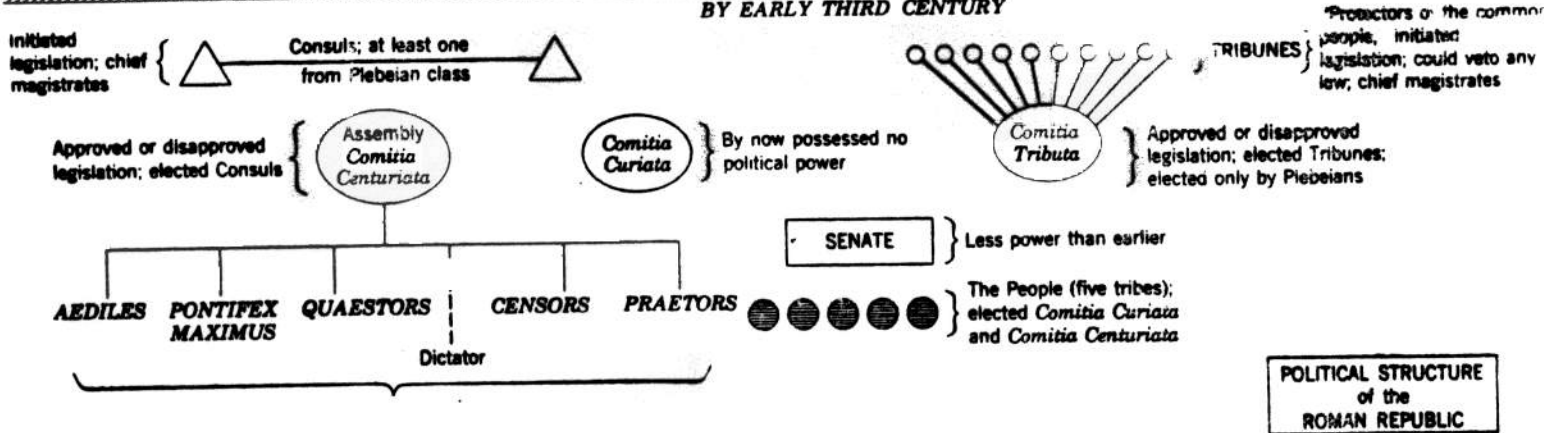 BY EARLY THIRD CENTURY
Initiated
legislation; chief
magistrates
Consuls; at least one
from Plebeian class
TRIBUNES
Protectors o the common
people, initiated
legislation; could veto any
law; chief magistrates
Approved or disapproved
legislation; elected Consuls
Assembly
Comitia
Centuriata
Comitia
Curiata
By now possessed no
political power
Comitia
Tributa
Approved or disapproved
legislation; elected Tribunes;
elected only by Plebeians
SENATE
Less power than earlier
AEDILES
PONTIFEX
MAXIMUS
QUAESTORS
Dictator
CENSORS
PRAETORS
The People (five tribes);
elected Comitia Curiata
and Comitia Centuriata
POLITICAL STRUCTURE
of the
ROMAN REPUBLIC